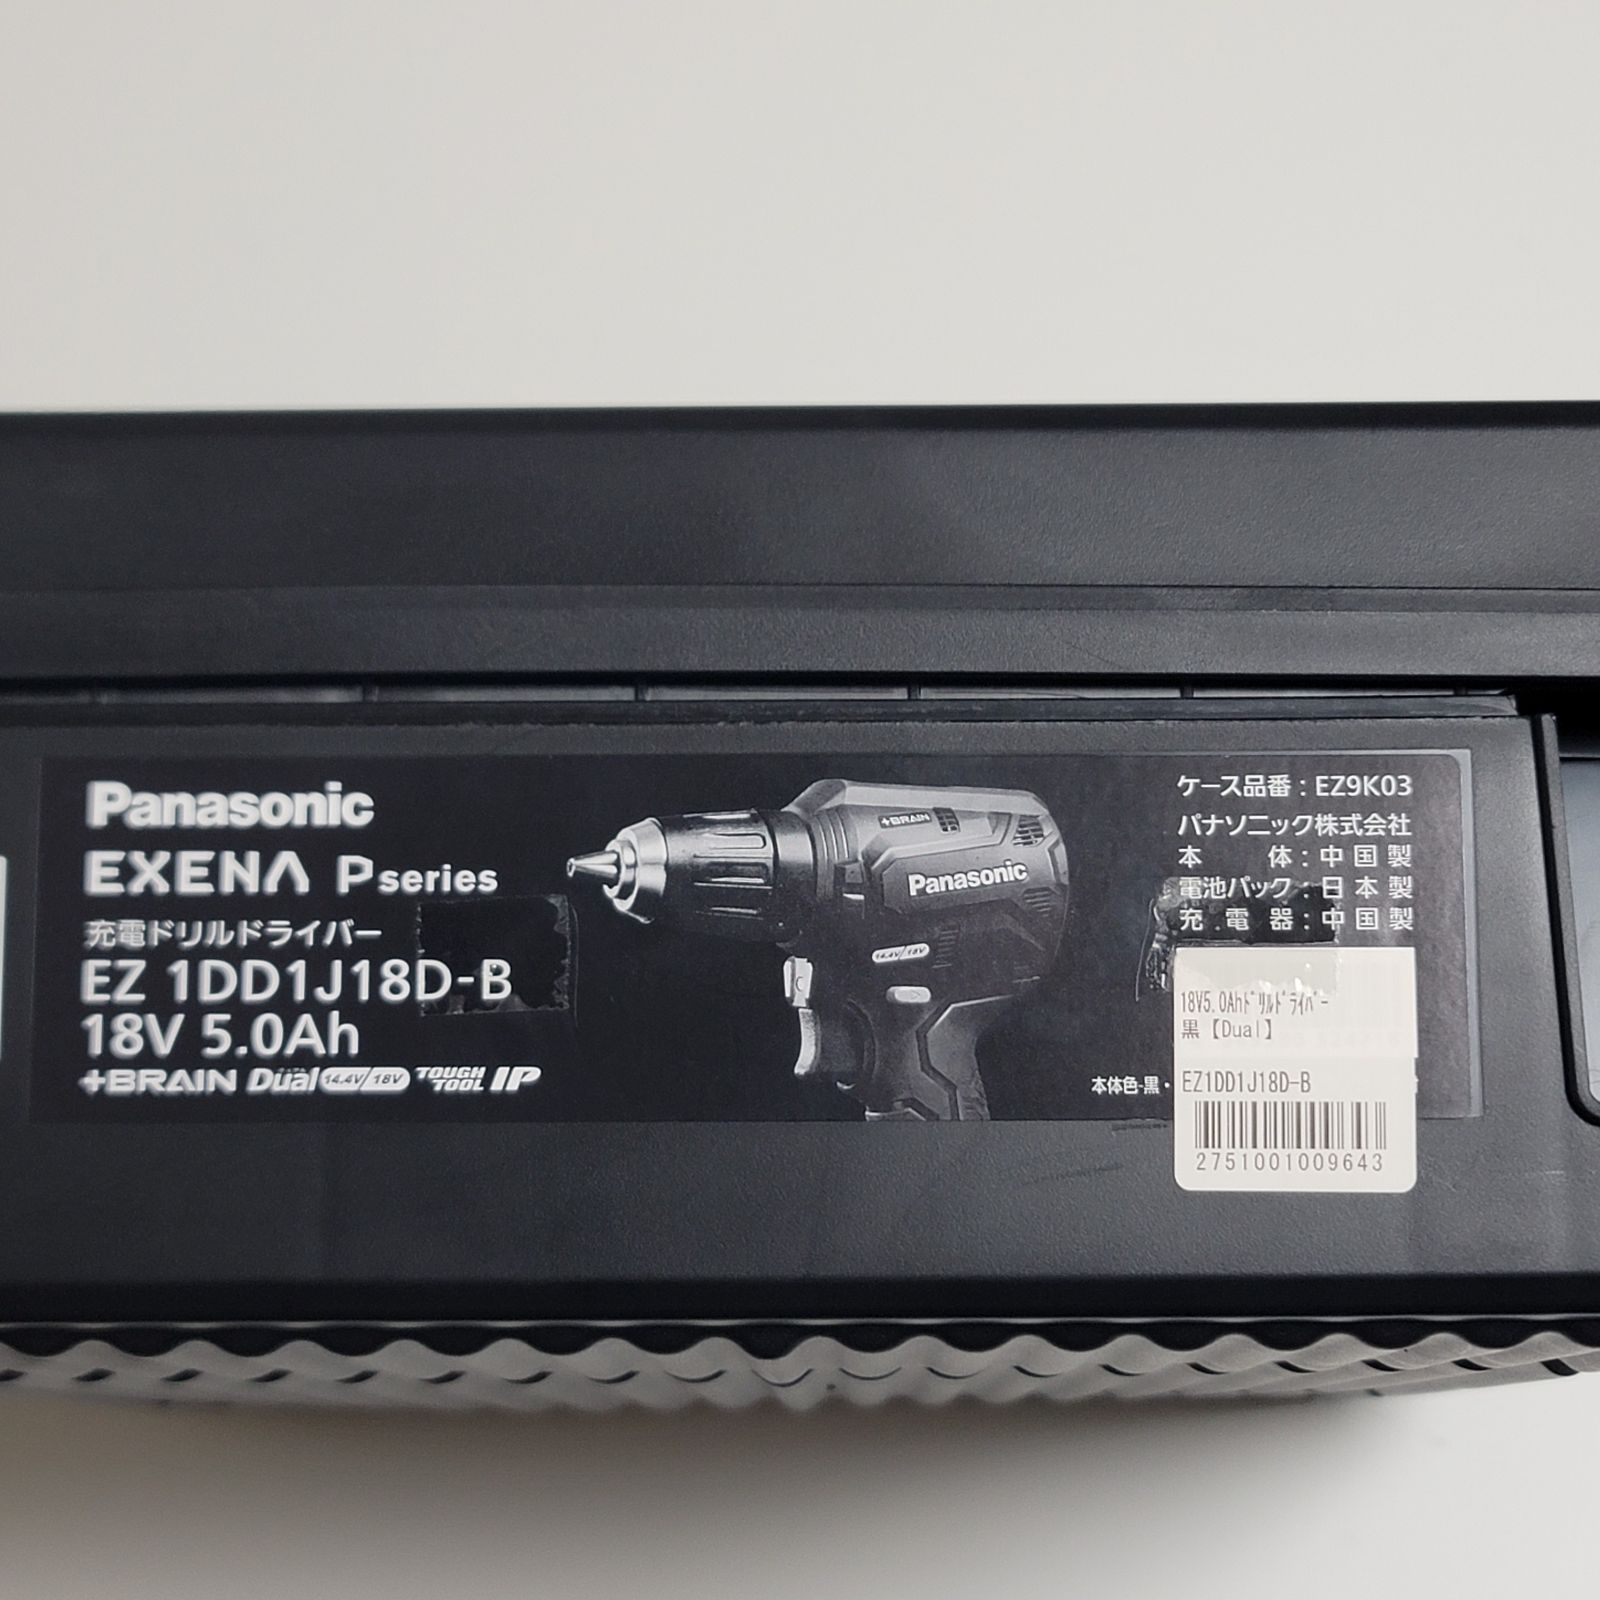 Panasonic
EXENA P series
充電ドリルドライバー
EZ 1DD1J18D-B
18V 5.0Ah
+BRAIN Dual 14.4V/18V TOUGH TOOL IP
+BRAIN
Panasonic
14.4V/18V
ケース品番：EZ9K03
パナソニック株式会社
本体：中国製
電池パック：日本製
充電器：中国製
本体色-黒・
18V5.0Ahﾄﾞﾘﾙﾄﾞﾗｲﾊﾞｰ
黒【Dual】
EZ1DD1J18D-B
2751001009643